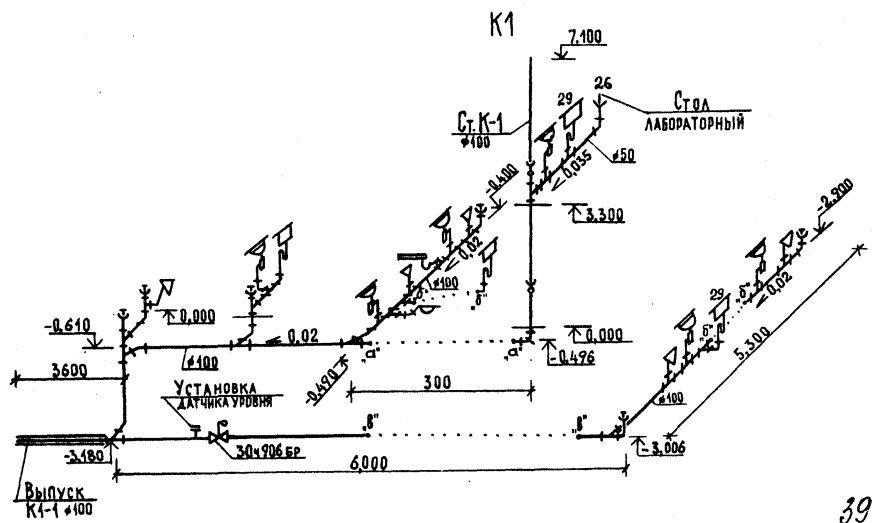 К1
7,100
26
29
Стол
лабораторный
Ст. К-1
ø100
ø50
0,035
-0,400
3,300
-2,900
0,02
ø100
"б"
"б"
0,02
29
"б"
"б"
0,000
-0,610
0,02
ø100
"а"
"а"
0,000
-0,496
-0,490
5,300
3600
300
Установка
датчика уровня
ø100
"в"
"в"
-3,180
30ч906 бр
-3,006
6,000
Выпуск
К1-1 ø100
39